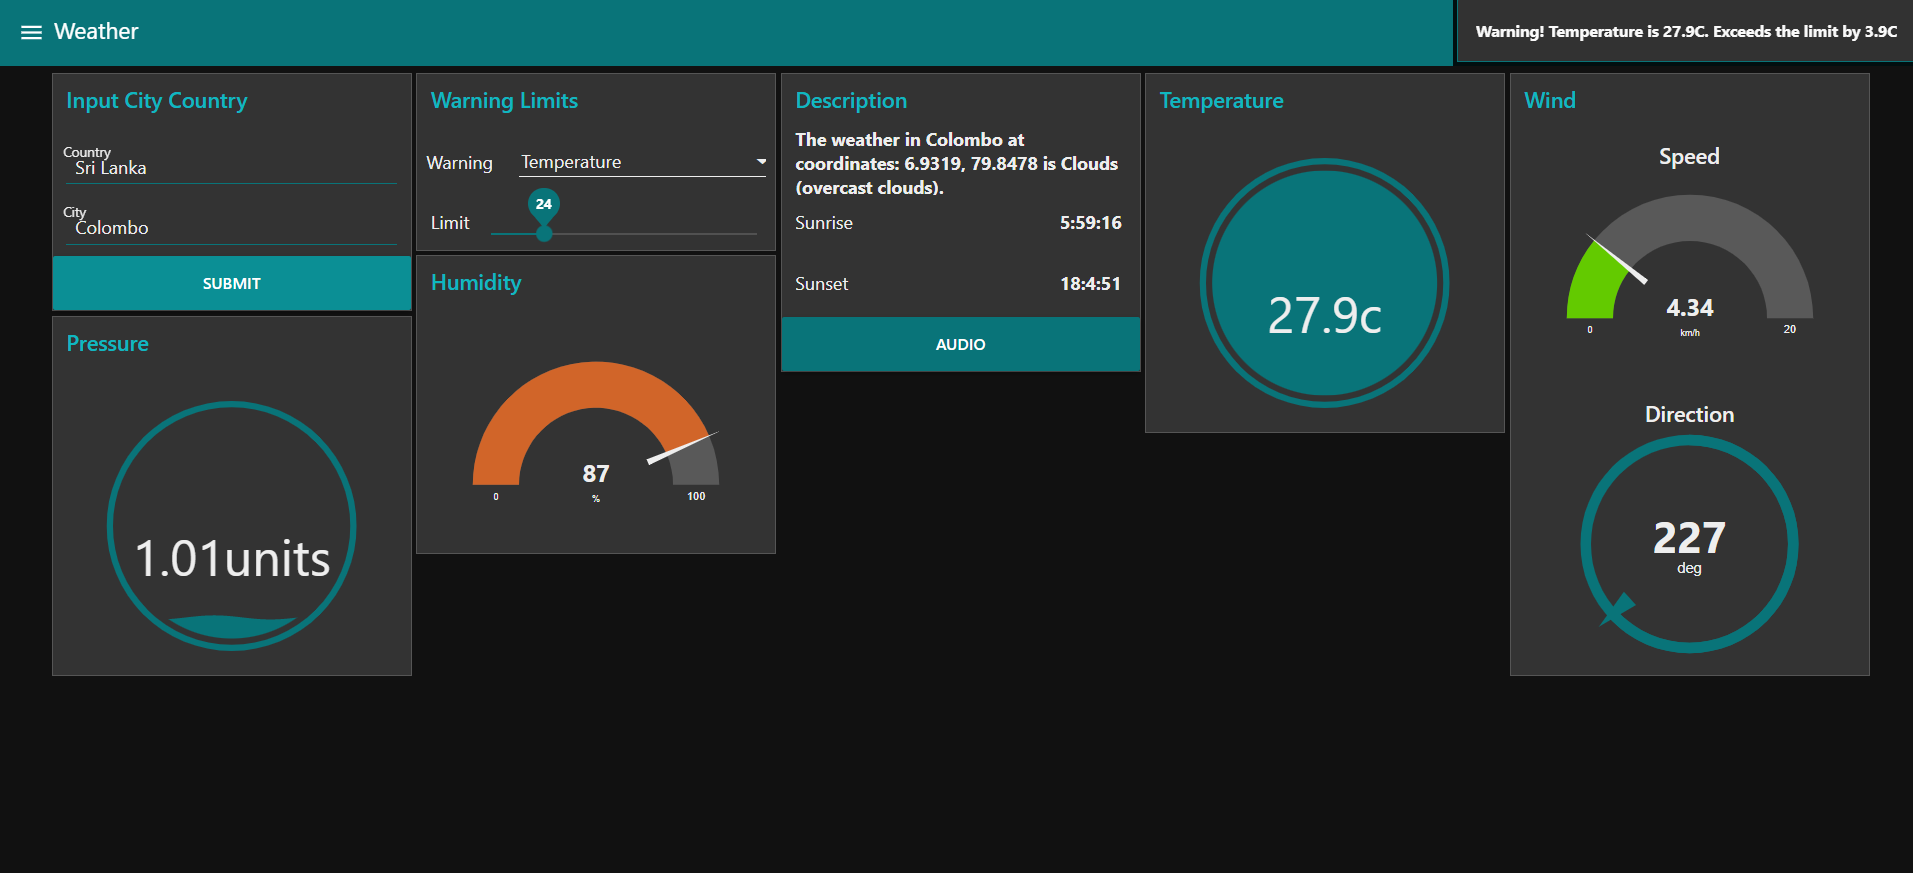 Weather
Warning! Temperature is 27.9C. Exceeds the limit by 3.9C
Input City Country
Country
Sri Lanka
City
Colombo
SUBMIT
Pressure
1.01units
Warning Limits
Warning
Temperature
Limit
24
Humidity
87
%
0
100
Description
The weather in Colombo at
coordinates: 6.9319, 79.8478 is Clouds
(overcast clouds).
Sunrise
5:59:16
Sunset
18:4:51
AUDIO
Temperature
27.9c
Wind
Speed
4.34
km/h
0
20
Direction
227
deg